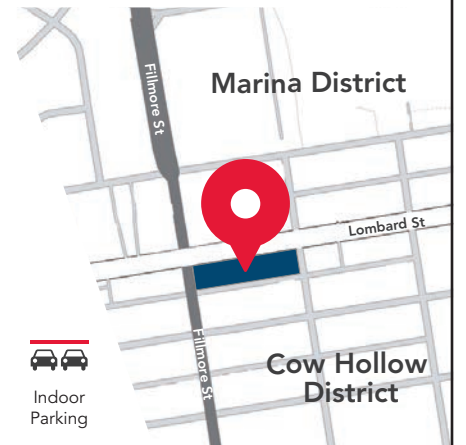 Fillmore St
Marina District
Lombard St
Fillmore St
Cow Hollow
District
Indoor
Parking